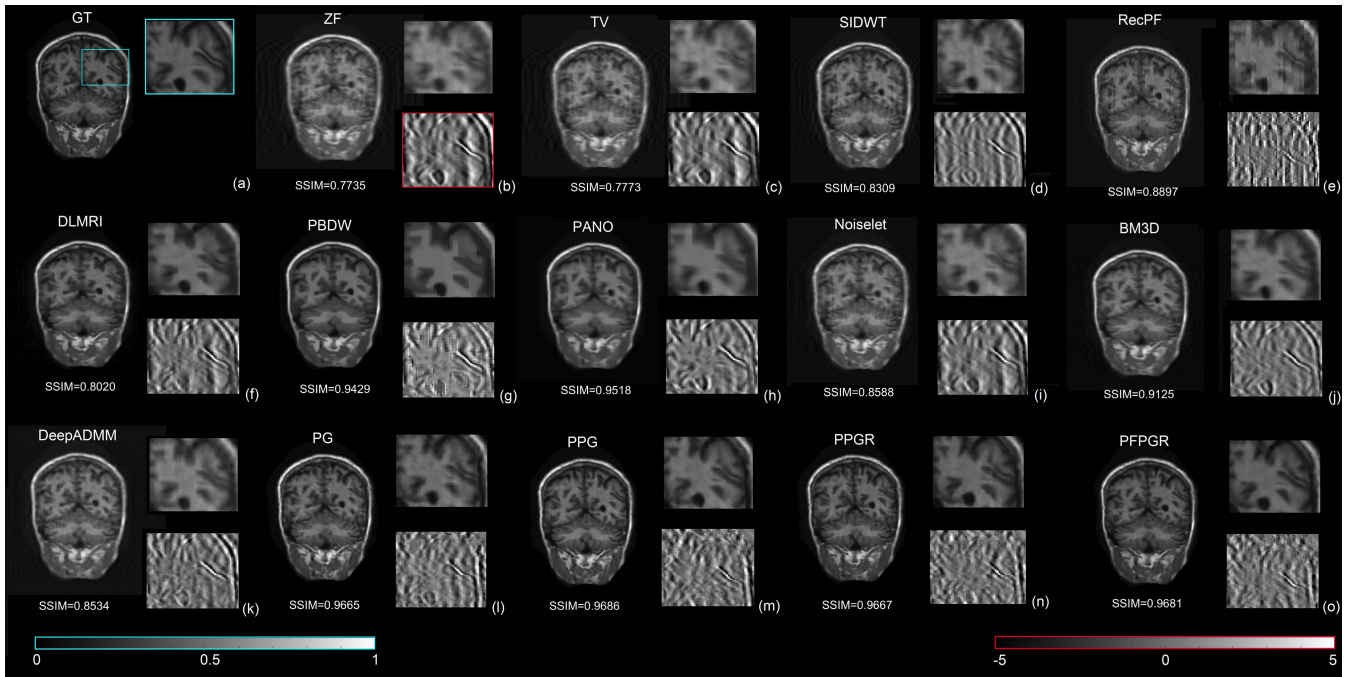 GT
ZF
TV
SIDWT
RecPF
(a)
SSIM=0.7735
(b)
SSIM=0.7773
(c)
SSIM=0.8309
(d)
SSIM=0.8897
(e)
DLMRI
PBDW
PANO
Noiselet
BM3D
SSIM=0.8020
(f)
SSIM=0.9429
(g)
SSIM=0.9518
(h)
SSIM=0.8588
(i)
SSIM=0.9125
(j)
DeepADMM
PG
PPG
PPGR
PFPGR
SSIM=0.8534
(k)
SSIM=0.9665
(l)
SSIM=0.9686
(m)
SSIM=0.9667
(n)
SSIM=0.9681
(o)
0
0.5
1
-5
0
5